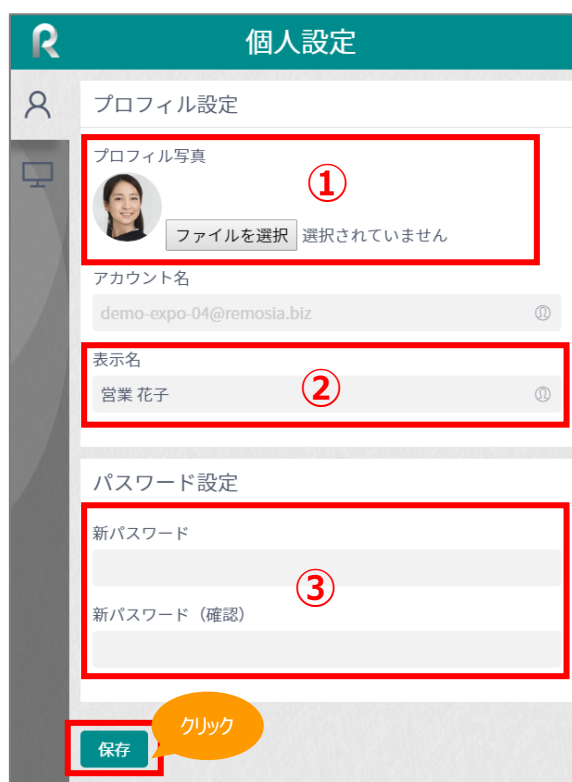 R
個人設定
プロフィル設定
プロフィル写真
①
ファイルを選択 選択されていません
アカウント名
demo-expo-04@remosia.biz
表示名
営業 花子
②
パスワード設定
新パスワード
③
新パスワード（確認）
クリック
保存